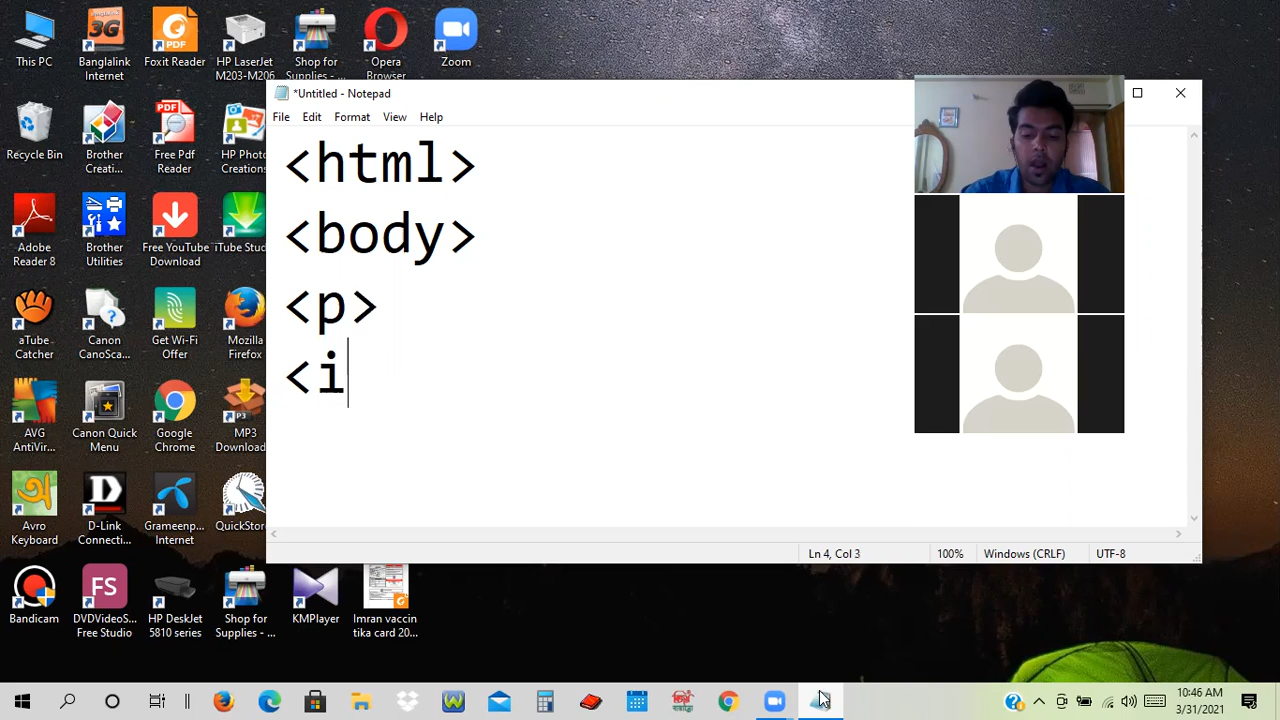 This PC
Banglalink Internet
Foxit Reader
HP LaserJet M203-M206
Shop for Supplies - ...
Opera Browser
Zoom
*Untitled - Notepad
File Edit Format View Help
<html>
<body>
<p>
<i
Recycle Bin
Brother Creati...
Free Pdf Reader
HP Photo Creations
Adobe Reader 8
Brother Utilities
Free YouTube Download
iTube Stud
aTube Catcher
Canon CanoSca...
Get Wi-Fi Offer
Mozilla Firefox
AVG AntiVir...
Canon Quick Menu
Google Chrome
MP3 Download
Avro Keyboard
D-Link Connecti...
Grameenp... Internet
QuickStor
Ln 4, Col 3 100% Windows (CRLF) UTF-8
Bandicam
DVDVideoS... Free Studio
HP DeskJet 5810 series
Shop for Supplies - ...
KMPlayer
Imran vaccin tika card 20...
10:46 AM
3/31/2021